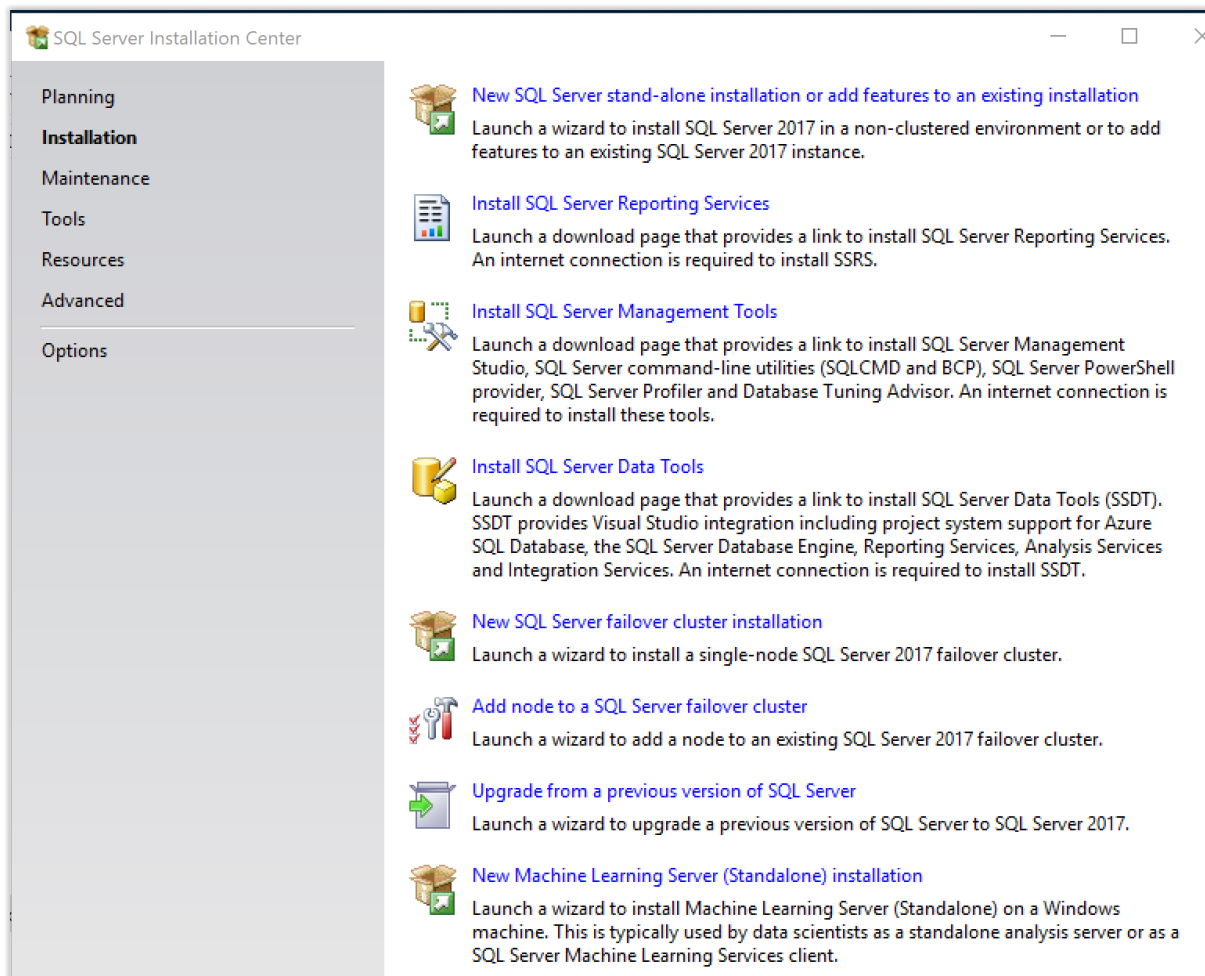 SQL Server Installation Center
Planning
Installation
Maintenance
Tools
Resources
Advanced
Options
New SQL Server stand-alone installation or add features to an existing installation
Launch a wizard to install SQL Server 2017 in a non-clustered environment or to add
features to an existing SQL Server 2017 instance.
Install SQL Server Reporting Services
Launch a download page that provides a link to install SQL Server Reporting Services.
An internet connection is required to install SSRS.
Install SQL Server Management Tools
Launch a download page that provides a link to install SQL Server Management
Studio, SQL Server command-line utilities (SQLCMD and BCP), SQL Server PowerShell
provider, SQL Server Profiler and Database Tuning Advisor. An internet connection is
required to install these tools.
Install SQL Server Data Tools
Launch a download page that provides a link to install SQL Server Data Tools (SSDT).
SSDT provides Visual Studio integration including project system support for Azure
SQL Database, the SQL Server Database Engine, Reporting Services, Analysis Services
and Integration Services. An internet connection is required to install SSDT.
New SQL Server failover cluster installation
Launch a wizard to install a single-node SQL Server 2017 failover cluster.
Add node to a SQL Server failover cluster
Launch a wizard to add a node to an existing SQL Server 2017 failover cluster.
Upgrade from a previous version of SQL Server
Launch a wizard to upgrade a previous version of SQL Server to SQL Server 2017.
New Machine Learning Server (Standalone) installation
Launch a wizard to install Machine Learning Server (Standalone) on a Windows
machine. This is typically used by data scientists as a standalone analysis server or as a
SQL Server Machine Learning Services client.